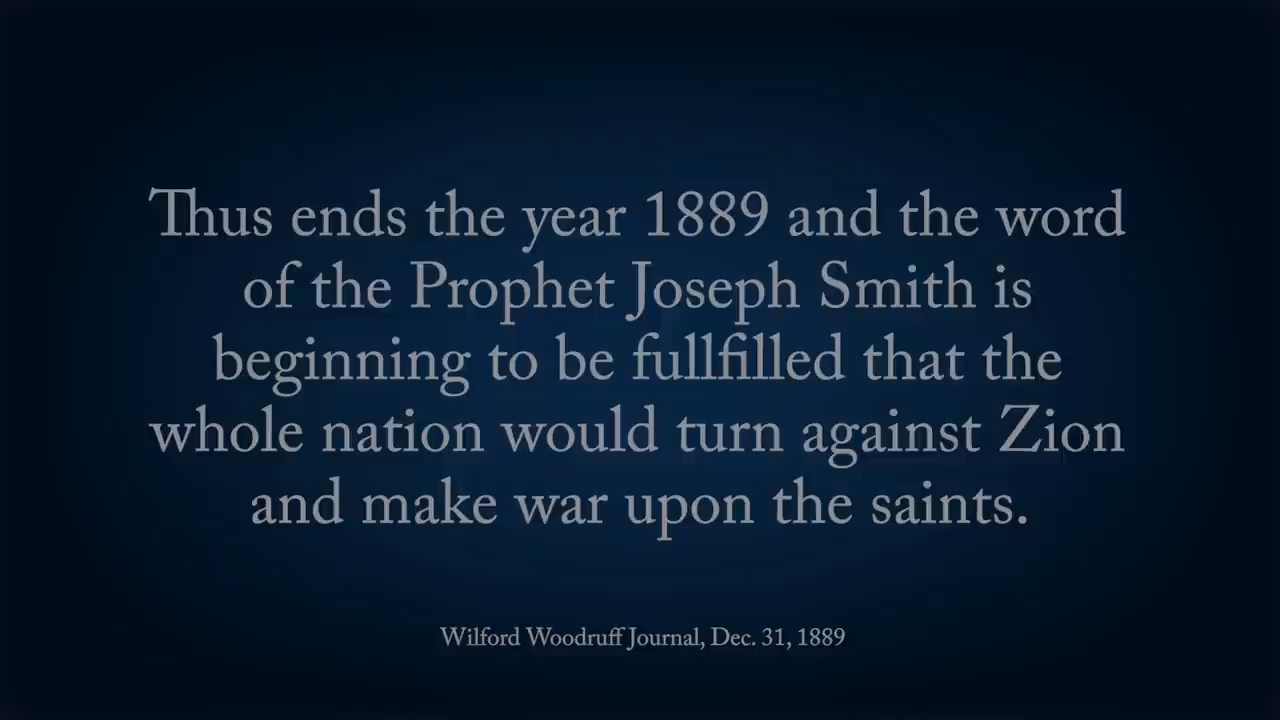 Thus ends the year 1889 and the word
of the Prophet Joseph Smith is
beginning to be fullfilled that the
whole nation would turn against Zion
and make war upon the saints.
Wilford Woodruff Journal, Dec. 31, 1889